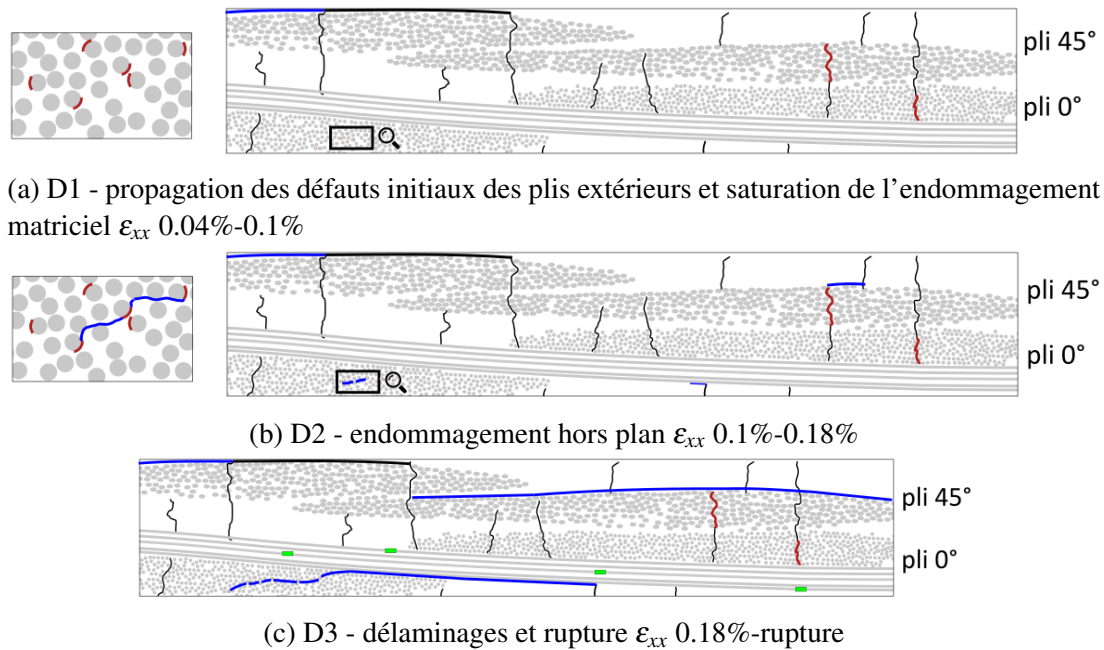 pli 45°
pli 0°
(a) D1 - propagation des défauts initiaux des plis extérieurs et saturation de l'endommagement
matriciel εxx 0.04%-0.1%
pli 45°
pli 0°
(b) D2 - endommagement hors plan εxx 0.1%-0.18%
pli 45°
pli 0°
(c) D3 - délaminages et rupture εxx 0.18%-rupture